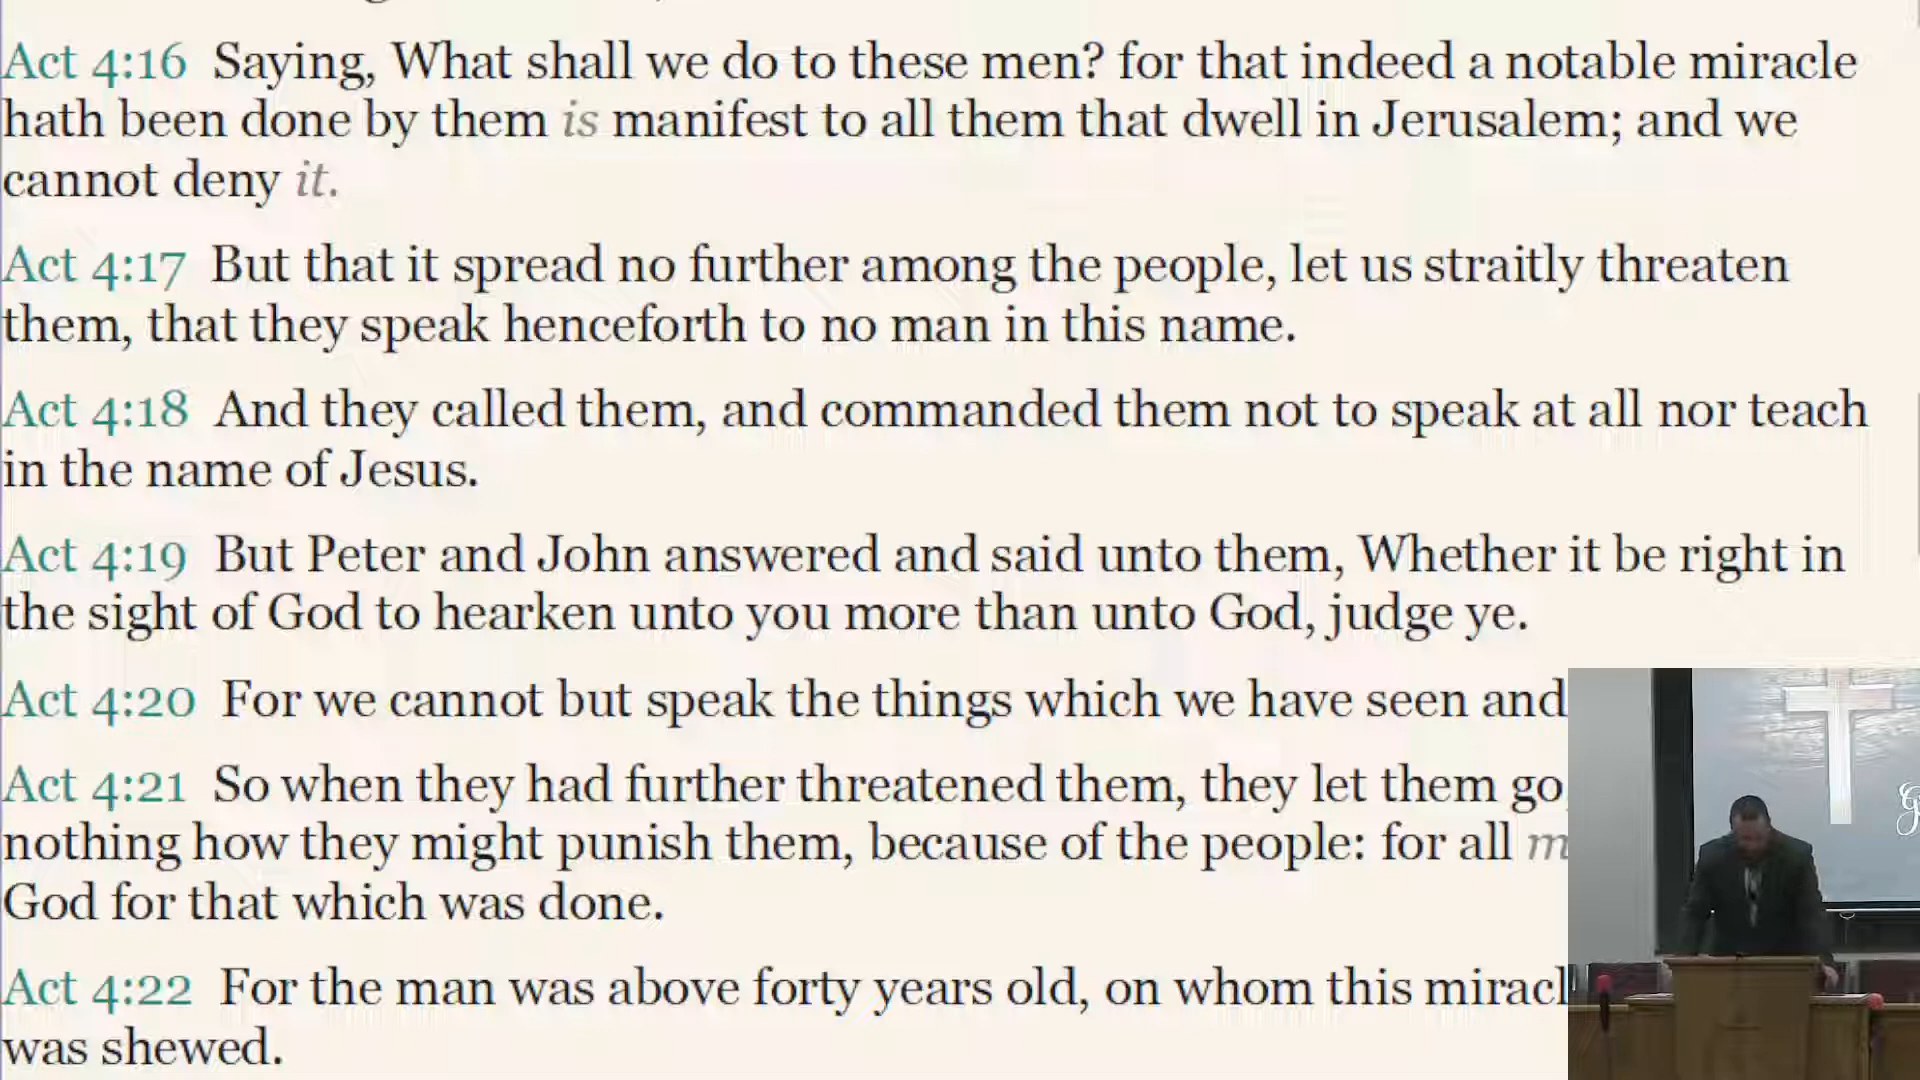 Act 4:16 Saying, What shall we do to these men? for that indeed a notable miracle
hath been done by them is manifest to all them that dwell in Jerusalem; and we
cannot deny it.
Act 4:17 But that it spread no further among the people, let us straitly threaten
them, that they speak henceforth to no man in this name.
Act 4:18 And they called them, and commanded them not to speak at all nor teach
in the name of Jesus.
Act 4:19 But Peter and John answered and said unto them, Whether it be right in
the sight of God to hearken unto you more than unto God, judge ye.
Act 4:20 For we cannot but speak the things which we have seen and
Act 4:21 So when they had further threatened them, they let them go,
nothing how they might punish them, because of the people: for all
God for that which was done.
Act 4:22 For the man was above forty years old, on whom this
was shewed.